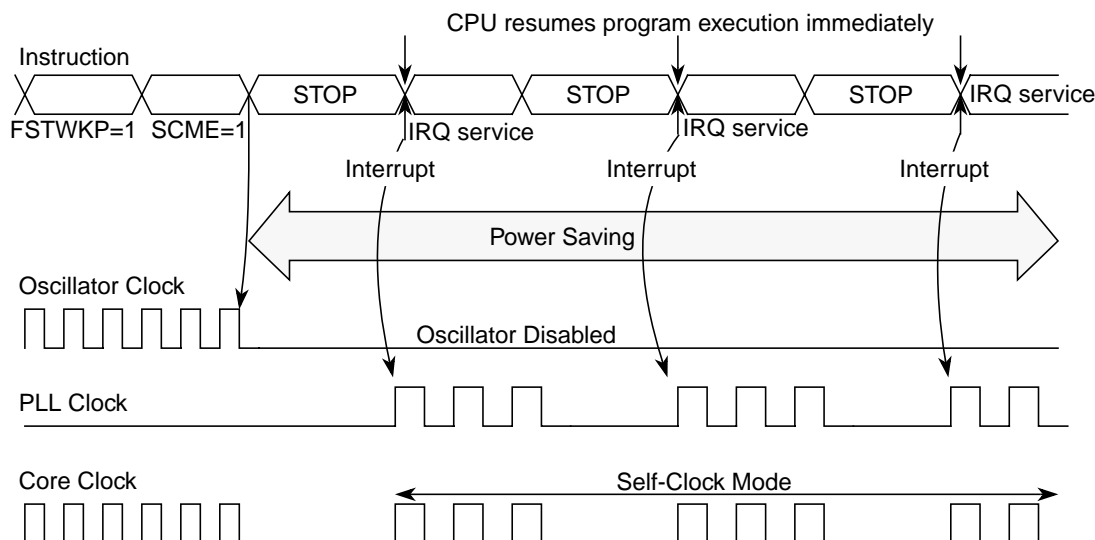 CPU resumes program execution immediately
Instruction
STOP
STOP
STOP
IRQ service
FSTWKP=1
SCME=1
IRQ service
IRQ service
Interrupt
Interrupt
Interrupt
Power Saving
Oscillator Clock
Oscillator Disabled
PLL Clock
Core Clock
Self-Clock Mode